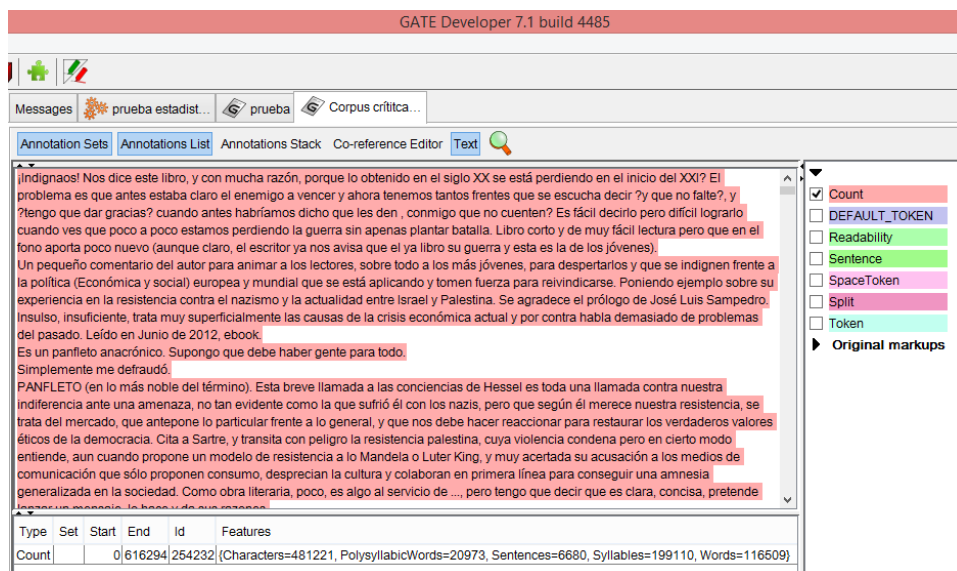 GATE Developer 7.1 build 4485
Messages prueba estadist... prueba Corpus crítitca...
Annotation Sets Annotations List Annotations Stack Co-reference Editor Text
¡Indignaos! Nos dice este libro, y con mucha razón, porque lo obtenido en el siglo XX se está perdiendo en el inicio del XXI? El
problema es que antes estaba claro el enemigo a vencer y ahora tenemos tantos frentes que se escucha decir ?y que no falte?, y
?tengo que dar gracias? cuando antes habríamos dicho que les den , conmigo que no cuenten? Es fácil decirlo pero difícil lograrlo
cuando ves que poco a poco estamos perdiendo la guerra sin apenas plantar batalla. Libro corto y de muy fácil lectura pero que en el
fono aporta poco nuevo (aunque claro, el escritor ya nos avisa que el ya libro su guerra y esta es la de los jóvenes).
Un pequeño comentario del autor para animar a los lectores, sobre todo a los más jóvenes, para despertarlos y que se indignen frente a
la política (Económica y social) europea y mundial que se está aplicando y tomen fuerza para reivindicarse. Poniendo ejemplo sobre su
experiencia en la resistencia contra el nazismo y la actualidad entre Israel y Palestina. Se agradece el prólogo de José Luis Sampedro.
Insulso, insuficiente, trata muy superficialmente las causas de la crisis económica actual y por contra habla demasiado de problemas
del pasado. Leído en Junio de 2012, ebook.
Es un panfleto anacrónico. Supongo que debe haber gente para todo.
Simplemente me defraudó.
PANFLETO (en lo más noble del término). Esta breve llamada a las conciencias de Hessel es toda una llamada contra nuestra
indiferencia ante una amenaza, no tan evidente como la que sufrió él con los nazis, pero que según él merece nuestra resistencia, se
trata del mercado, que antepone lo particular frente a lo general, y que nos debe hacer reaccionar para restaurar los verdaderos valores
éticos de la democracia. Cita a Sartre, y transita con peligro la resistencia palestina, cuya violencia condena pero en cierto modo
entiende, aun cuando propone un modelo de resistencia a lo Mandela o Luter King, y muy acertada su acusación a los medios de
comunicación que sólo proponen consumo, desprecian la cultura y colaboran en primera línea para conseguir una amnesia
generalizada en la sociedad. Como obra literaria, poco, es algo al servicio de ..., pero tengo que decir que es clara, concisa, pretende
lanzar un mensaje, lo hace y da sus razones
Count
DEFAULT_TOKEN
Readability
Sentence
SpaceToken
Split
Token
Original markups
Type Set Start End Id Features
Count 0 616294 254232 {Characters=481221, PolysyllabicWords=20973, Sentences=6680, Syllables=199110, Words=116509}